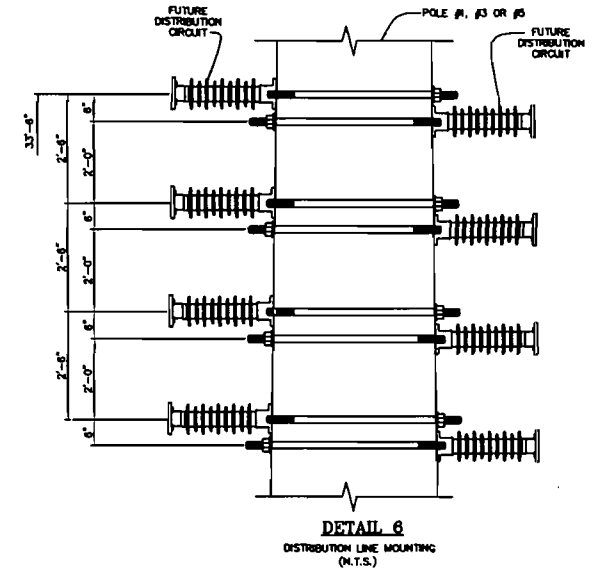 FUTURE
DISTRIBUTION
CIRCUIT
POLE #1, #3 OR #5
FUTURE
DISTRIBUTION
CIRCUIT
33'-6"
2'-6"
6"
2'-0"
6"
2'-6"
2'-0"
6"
2'-6"
2'-0"
6"
DETAIL 6
DISTRIBUTION LINE MOUNTING
(N.T.S.)